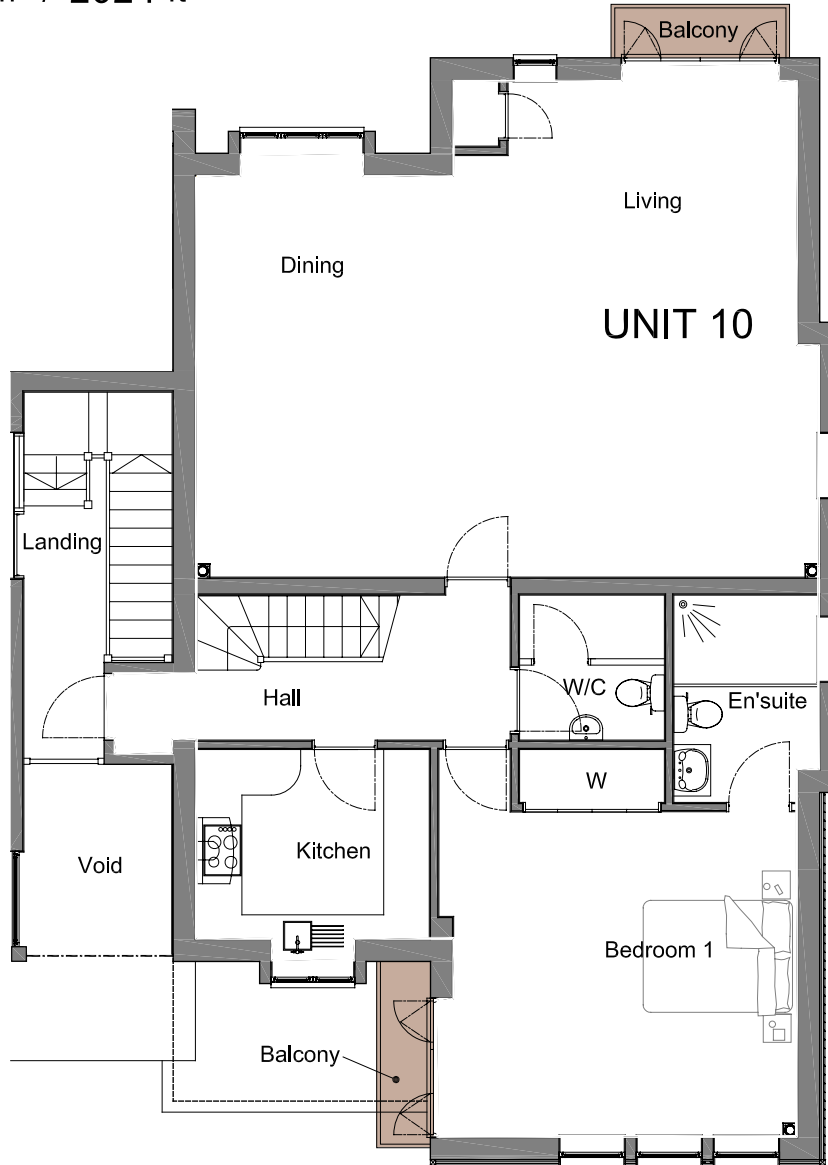 Balcony
Living
Dining
UNIT 10
Landing
Hall
W/C
En'suite
W
Kitchen
Void
Bedroom 1
Balcony